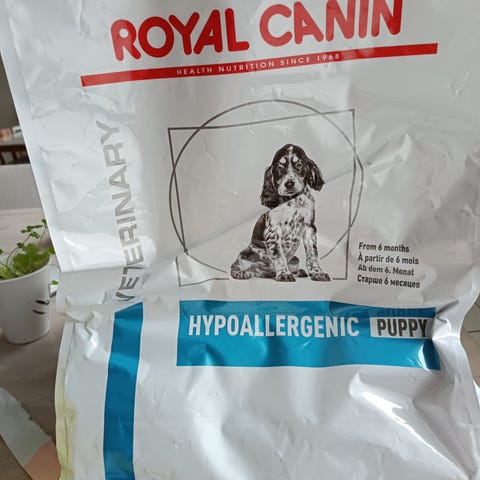 ROYAL CANIN
HEALTH NUTRITION SINCE 1968
VETERINARY
From 6 months
À partir de 6 mois
Ab dem 6. Monat
Старше 6 месяцев
HYPOALLERGENIC PUPPY